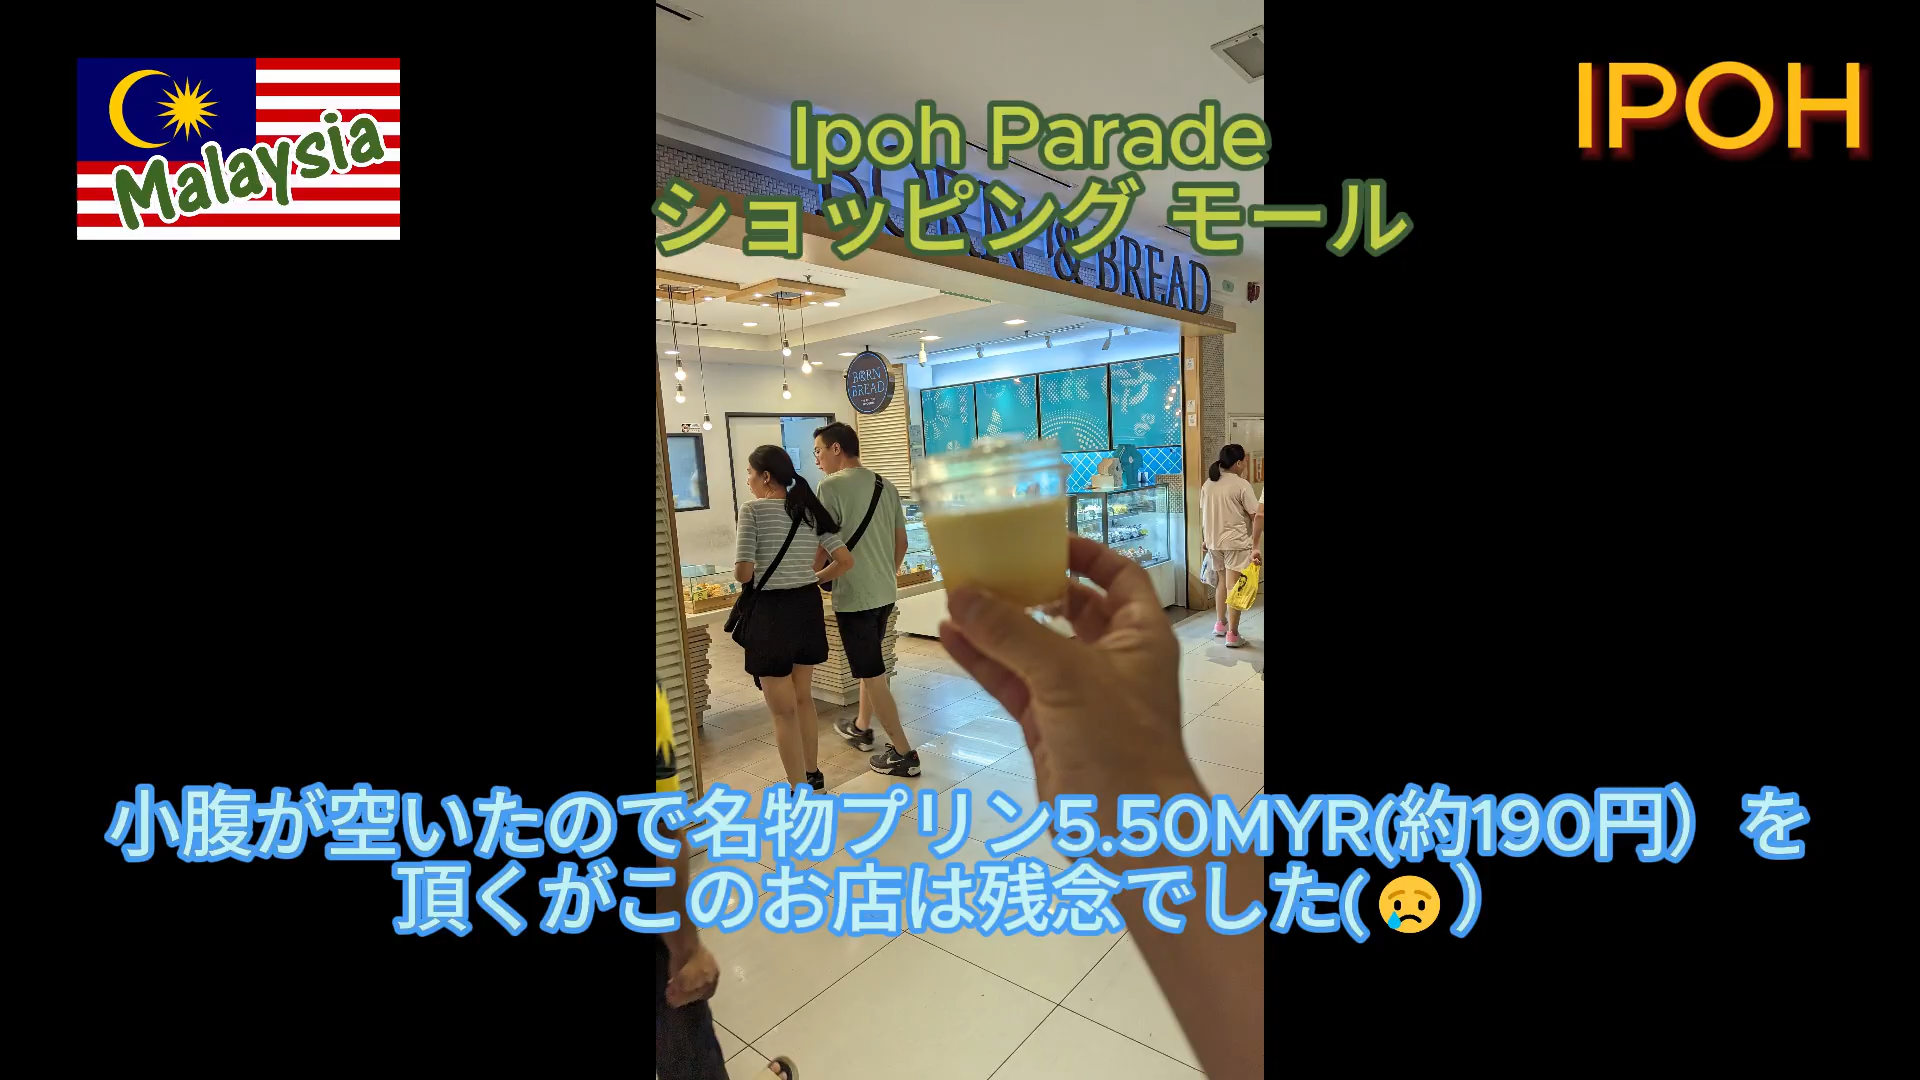 Malaysia
IPOH
Ipoh Parade
ショッピング モール
BORN & BREAD
BORN
BREAD
小腹が空いたので名物プリン5.50MYR(約190円）を
頂くがこのお店は残念でした(😢）